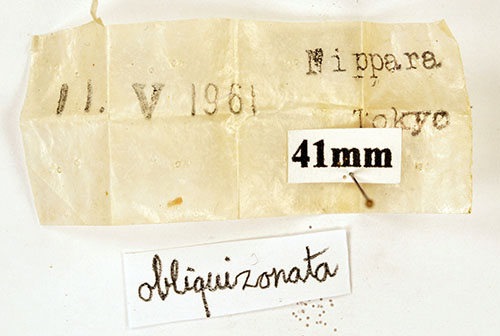 Nippara
11. V 1961
Tokyo
41mm
obliquizonata